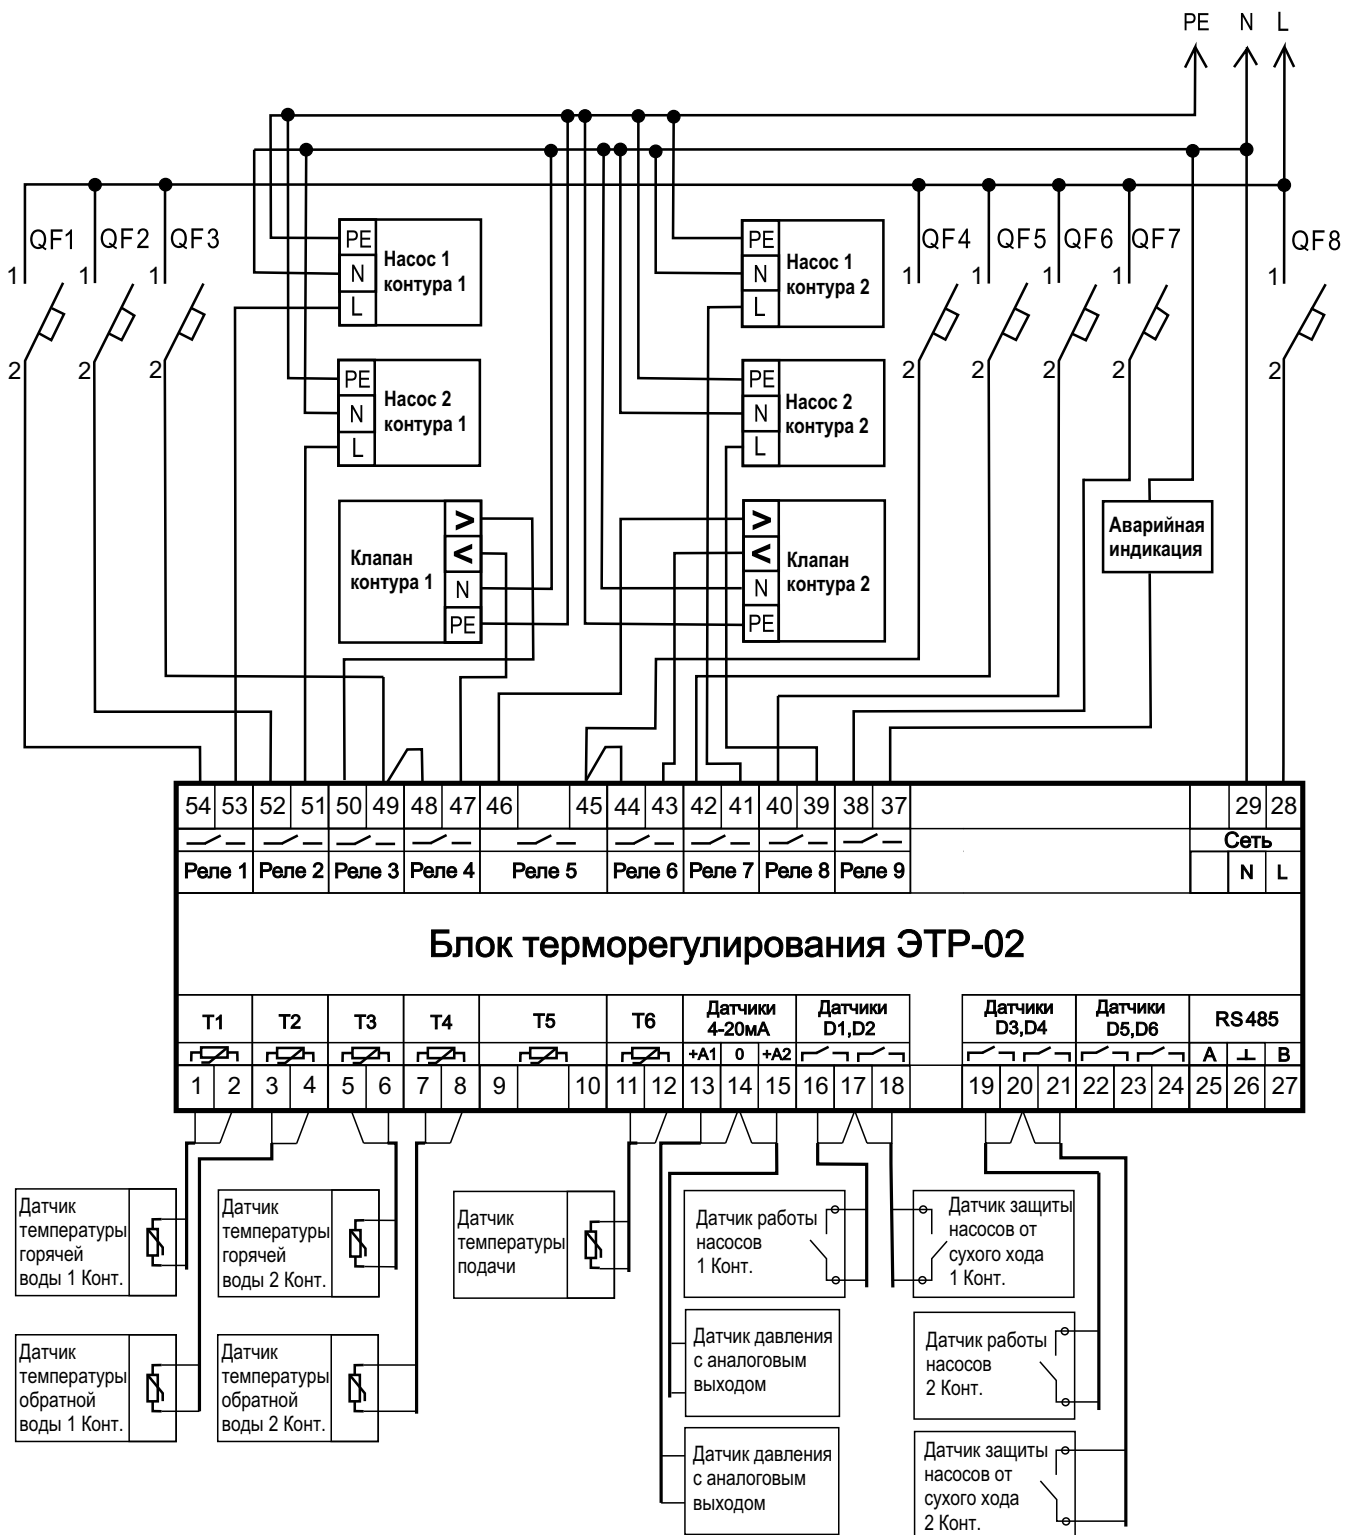 PE N L
QF1 QF2 QF3 QF4 QF5 QF6 QF7 QF8
1 1 1 1 1 1 1 1
2 2 2 2 2 2 2 2
PE
N
L
Насос 1
контура 1
PE
N
L
Насос 1
контура 2
PE
N
L
Насос 2
контура 1
PE
N
L
Насос 2
контура 2
Клапан
контура 1
>
<
N
PE
>
<
N
PE
Клапан
контура 2
Аварийная
индикация
54 53 52 51 50 49 48 47 46 45 44 43 42 41 40 39 38 37 29 28
Сеть
Реле 1 Реле 2 Реле 3 Реле 4 Реле 5 Реле 6 Реле 7 Реле 8 Реле 9 N L
Блок терморегулирования ЭТР-02
T1 T2 T3 T4 T5 T6
Датчики
4-20мА
Датчики
D1,D2
Датчики
D3,D4
Датчики
D5,D6
RS485
+A1 0 +A2 A ⊥ B
1 2 3 4 5 6 7 8 9 10 11 12 13 14 15 16 17 18 19 20 21 22 23 24 25 26 27
Датчик
температуры
горячей
воды 1 Конт.
Датчик
температуры
горячей
воды 2 Конт.
Датчик
температуры
подачи
Датчик работы
насосов
1 Конт.
Датчик защиты
насосов от
сухого хода
1 Конт.
Датчик
температуры
обратной
воды 1 Конт.
Датчик
температуры
обратной
воды 2 Конт.
Датчик давления
с аналоговым
выходом
Датчик работы
насосов
2 Конт.
Датчик давления
с аналоговым
выходом
Датчик защиты
насосов от
сухого хода
2 Конт.